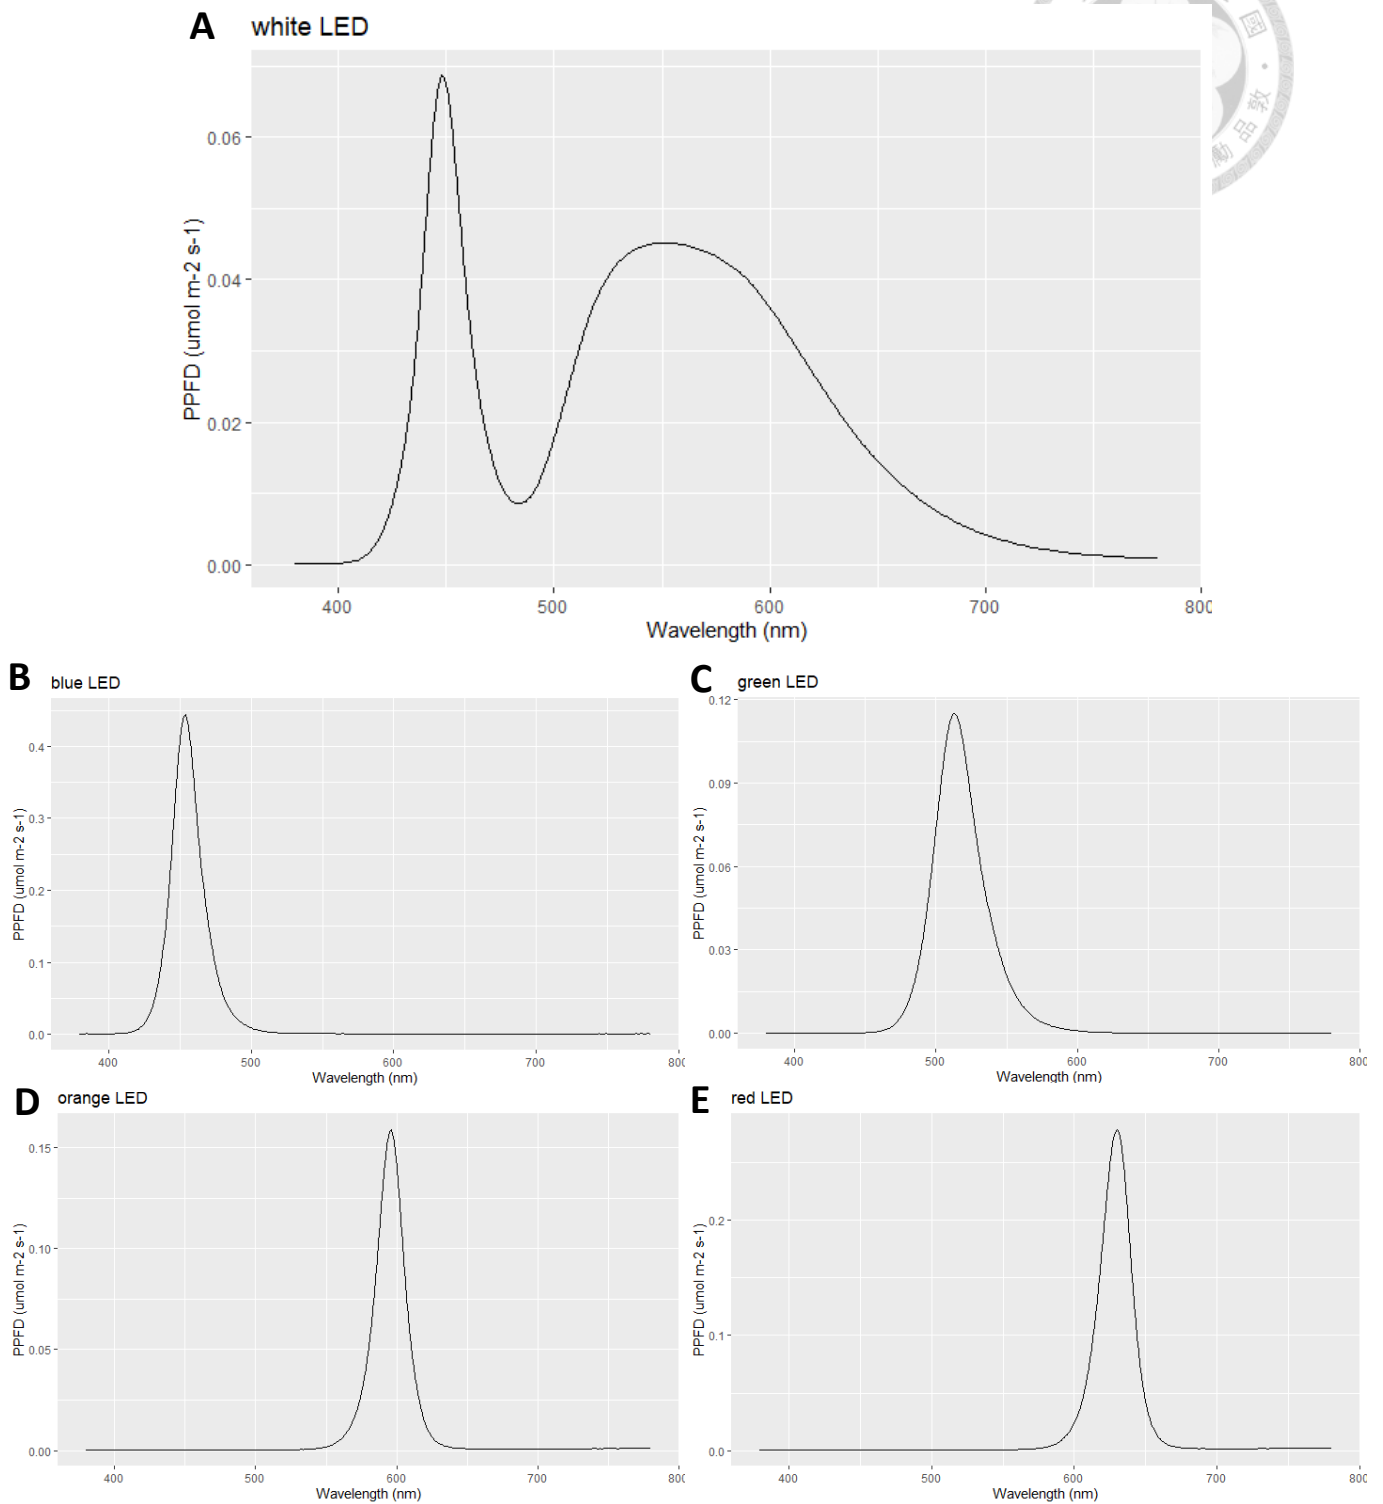 A white LED
國
敦
品
勵
0.06
0.04
0.02
0.00
PPFD (umol m-2 s-1)
400 500 600 700 800
Wavelength (nm)
B blue LED
0.4
0.3
0.2
0.1
0.0
PPFD (umol m-2 s-1)
400 500 600 700 800
Wavelength (nm)
C green LED
0.12
0.09
0.06
0.03
0.00
PPFD (umol m-2 s-1)
400 500 600 700 800
Wavelength (nm)
D orange LED
0.15
0.10
0.05
0.00
PPFD (umol m-2 s-1)
400 500 600 700 800
Wavelength (nm)
E red LED
0.2
0.1
0.0
PPFD (umol m-2 s-1)
400 500 600 700 800
Wavelength (nm)